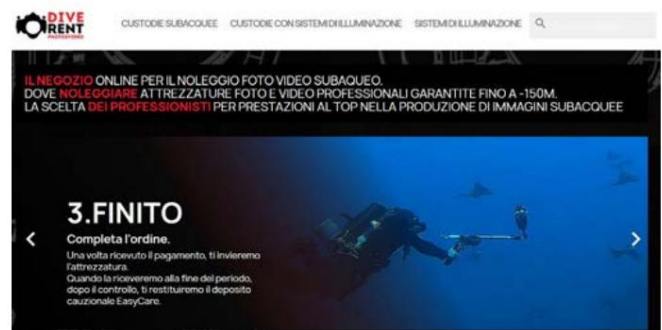 DIVE
RENT
CUSTODIE SUBACQUEE CUSTODIE CON SISTEMI DI ILLUMINAZIONE SISTEMI DI ILLUMINAZIONE
IL NEGOZIO ONLINE PER IL NOLEGGIO FOTO VIDEO SUBAQUEO.
DOVE NOLEGGIARE ATTREZZATURE FOTO E VIDEO PROFESSIONALI GARANTITE FINO A -150M.
LA SCELTA DEI PROFESSIONISTI PER PRESTAZIONI AL TOP NELLA PRODUZIONE DI IMMAGINI SUBACQUEE
3.FINITO
Completa l'ordine.
Una volta ricevuto il pagamento, ti invieremo
l'attrezzatura.
Quando la riceveremo alla fine del periodo,
dopo il controllo, ti restituiremo il deposito
cauzionale EasyCare.